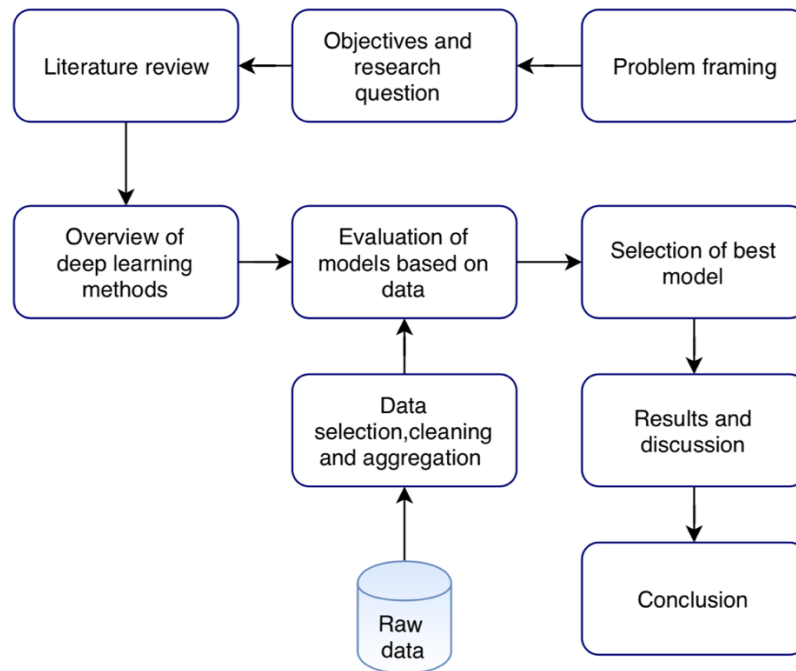 Literature review
Objectives and
research
question
Problem framing
Overview of
deep learning
methods
Evaluation of
models based on
data
Selection of best
model
Data
selection,cleaning
and aggregation
Results and
discussion
Raw
data
Conclusion